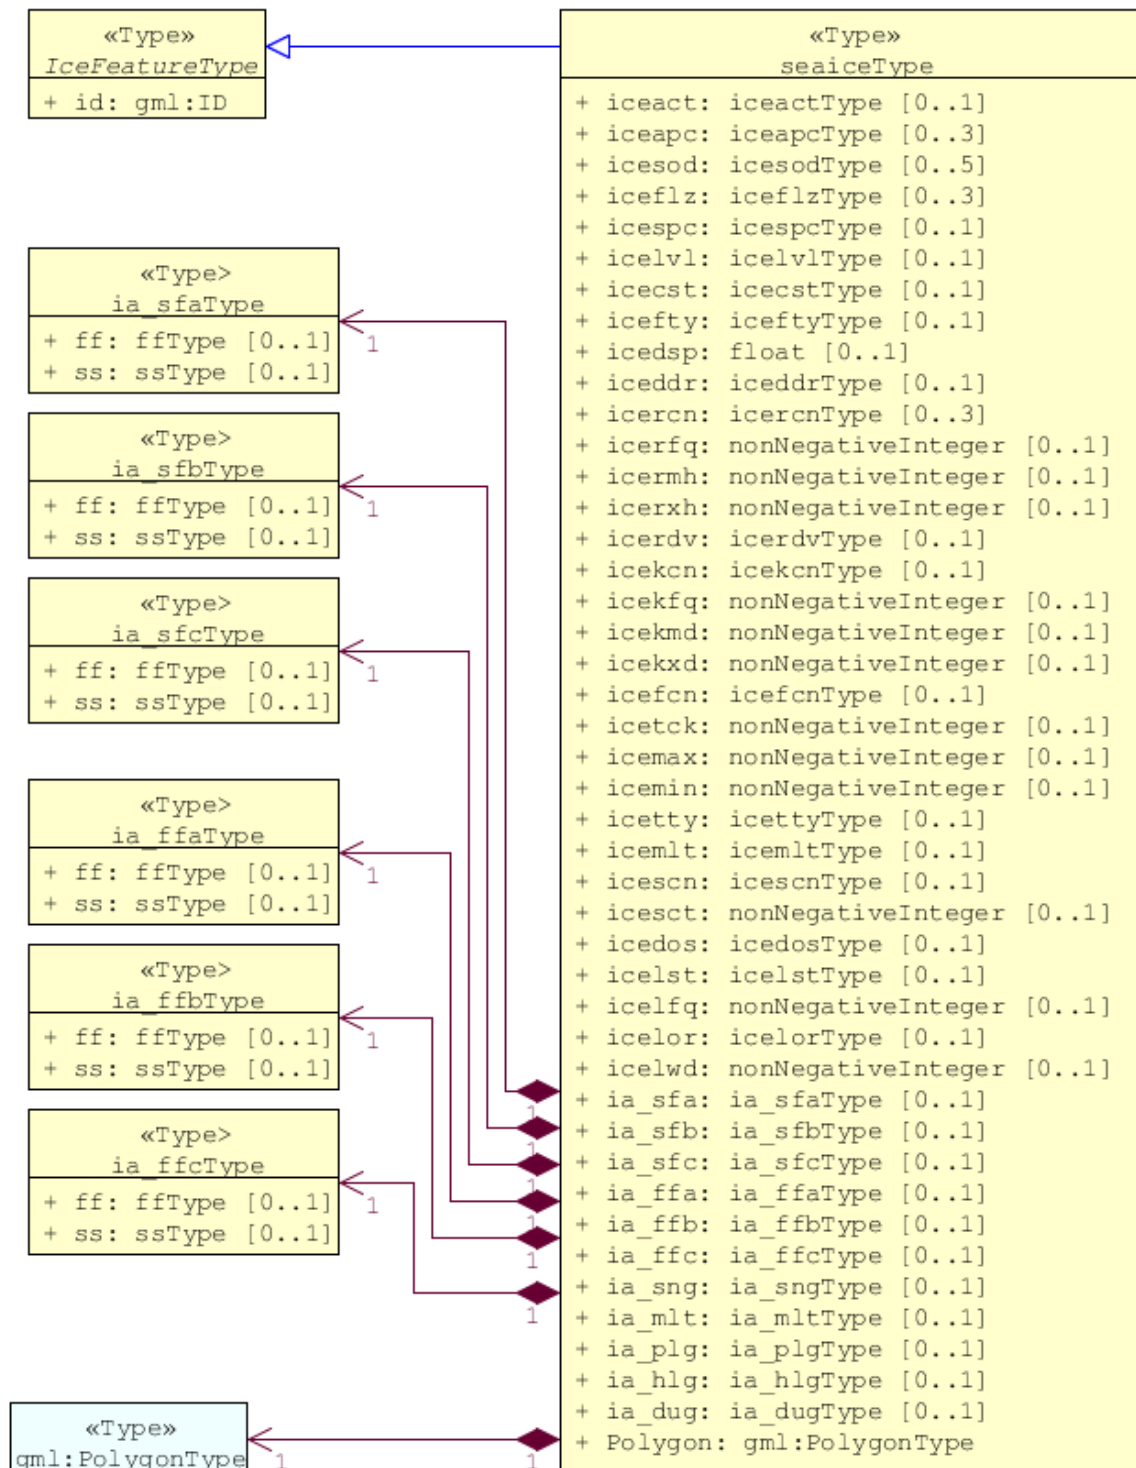 «Type»
IceFeatureType
+ id: gml:ID
«Type>
ia_sfaType
+ ff: ffType [0..1]
+ ss: ssType [0..1]
1
«Type>
ia_sfbType
+ ff: ffType [0..1]
+ ss: ssType [0..1]
1
«Type>
ia_sfcType
+ ff: ffType [0..1]
+ ss: ssType [0..1]
1
«Type>
ia_ffaType
+ ff: ffType [0..1]
+ ss: ssType [0..1]
1
«Type>
ia_ffbType
+ ff: ffType [0..1]
+ ss: ssType [0..1]
1
«Type>
ia_ffcType
+ ff: ffType [0..1]
+ ss: ssType [0..1]
1
«Type»
gml:PolygonType
1
1
1
1
1
1
1
1
«Type»
seaiceType
+ iceact: iceactType [0..1]
+ iceapc: iceapcType [0..3]
+ icesod: icesodType [0..5]
+ iceflz: iceflzType [0..3]
+ icespc: icespcType [0..1]
+ icelvl: icelvlType [0..1]
+ icecst: icecstType [0..1]
+ icefty: iceftyType [0..1]
+ icedsp: float [0..1]
+ iceddr: iceddrType [0..1]
+ icercn: icercnType [0..3]
+ icerfq: nonNegativeInteger [0..1]
+ icermh: nonNegativeInteger [0..1]
+ icerxh: nonNegativeInteger [0..1]
+ icerdv: icerdvType [0..1]
+ icekcn: icekcnType [0..1]
+ icekfq: nonNegativeInteger [0..1]
+ icekmd: nonNegativeInteger [0..1]
+ icekxd: nonNegativeInteger [0..1]
+ icefcn: icefcnType [0..1]
+ icetck: nonNegativeInteger [0..1]
+ icemax: nonNegativeInteger [0..1]
+ icemin: nonNegativeInteger [0..1]
+ icetty: icettyType [0..1]
+ icemlt: icemltType [0..1]
+ icescn: icescnType [0..1]
+ icesct: nonNegativeInteger [0..1]
+ icedos: icedosType [0..1]
+ icelst: icelstType [0..1]
+ icelfq: nonNegativeInteger [0..1]
+ icelor: icelorType [0..1]
+ icelwd: nonNegativeInteger [0..1]
+ ia_sfa: ia_sfaType [0..1]
+ ia_sfb: ia_sfbType [0..1]
+ ia_sfc: ia_sfcType [0..1]
+ ia_ffa: ia_ffaType [0..1]
+ ia_ffb: ia_ffbType [0..1]
+ ia_ffc: ia_ffcType [0..1]
+ ia_sng: ia_sngType [0..1]
+ ia_mlt: ia_mltType [0..1]
+ ia_plg: ia_plgType [0..1]
+ ia_hlg: ia_hlgType [0..1]
+ ia_dug: ia_dugType [0..1]
+ Polygon: gml:PolygonType